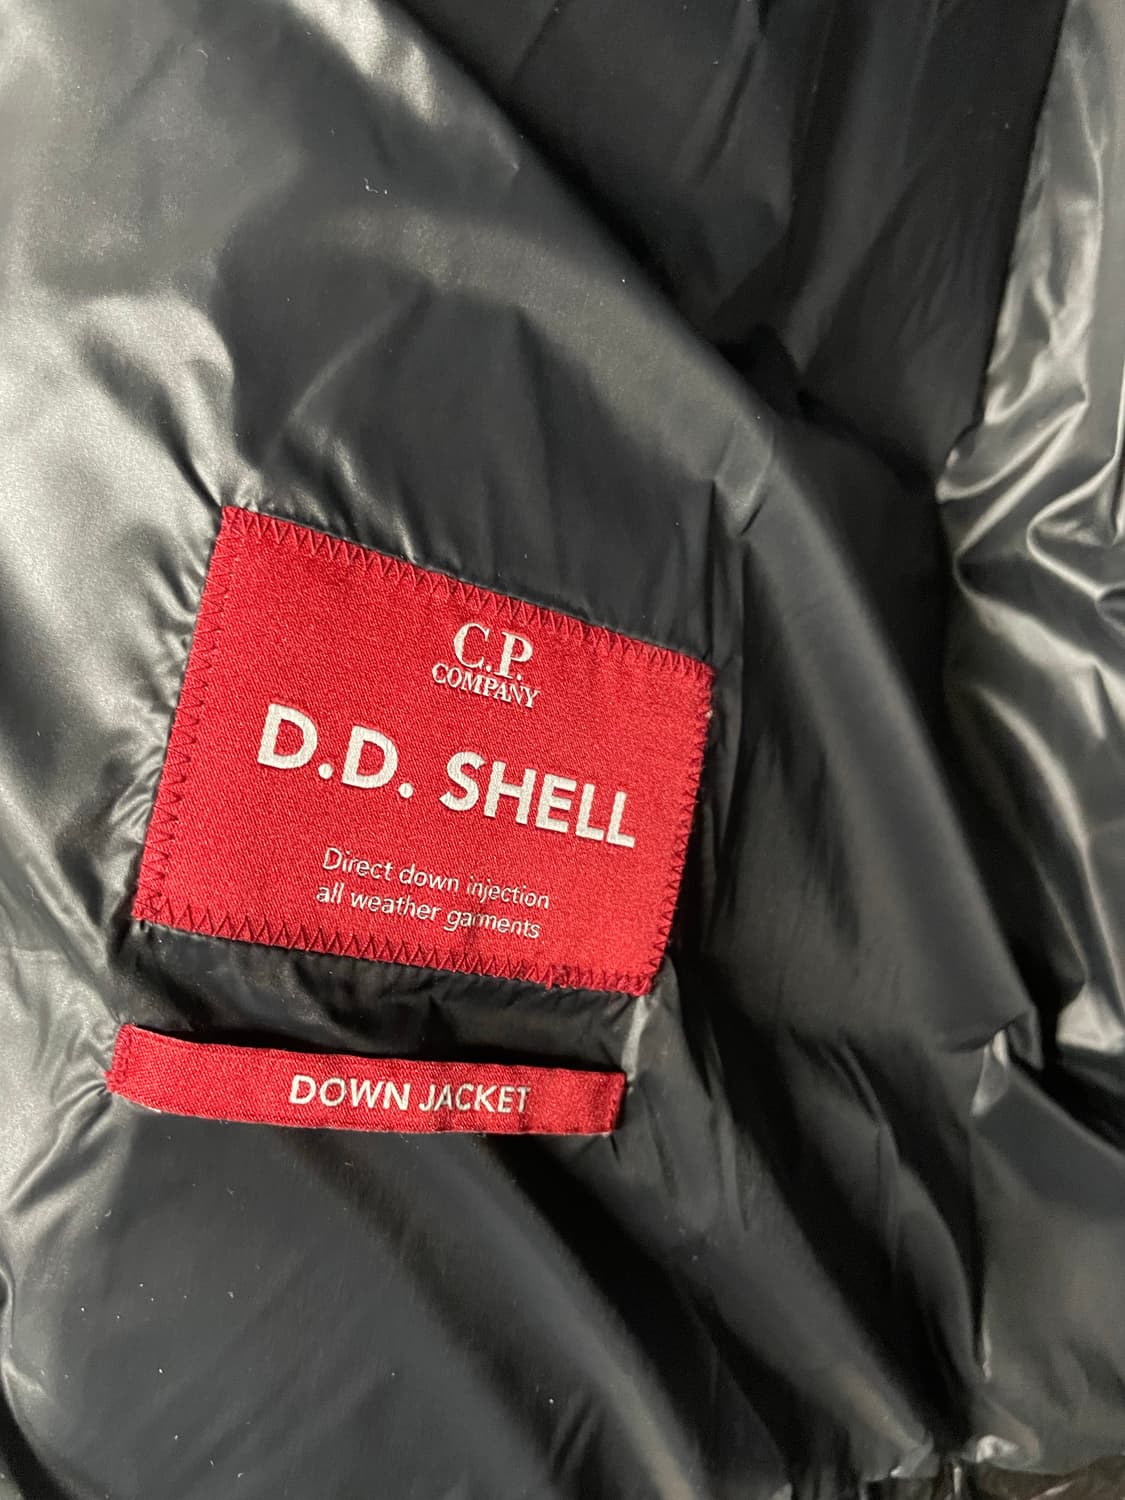 C.P.
COMPANY
D.D. SHELL
Direct down injection
all weather garments
DOWN JACKET